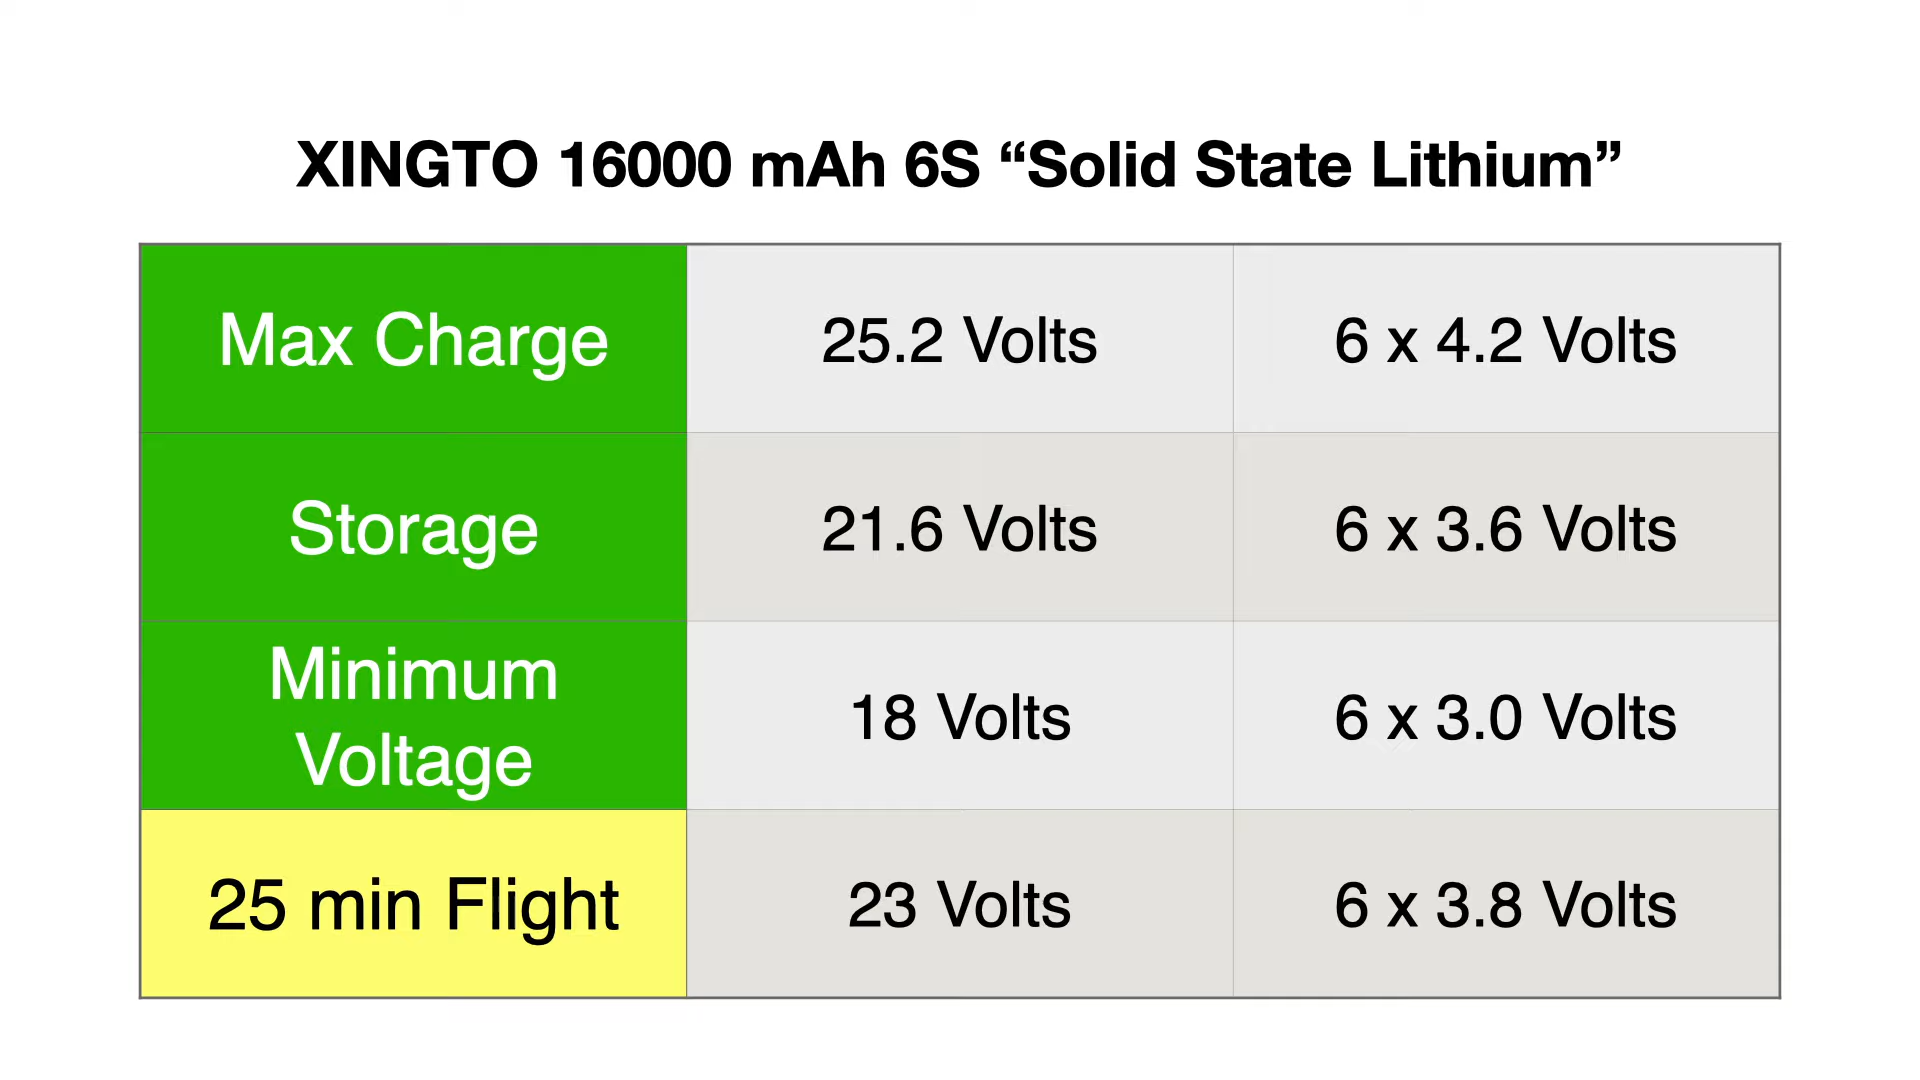 XINGTO 16000 mAh 6S “Solid State Lithium”
Max Charge 25.2 Volts 6 x 4.2 Volts
Storage 21.6 Volts 6 x 3.6 Volts
Minimum
Voltage 18 Volts 6 x 3.0 Volts
25 min Flight 23 Volts 6 x 3.8 Volts